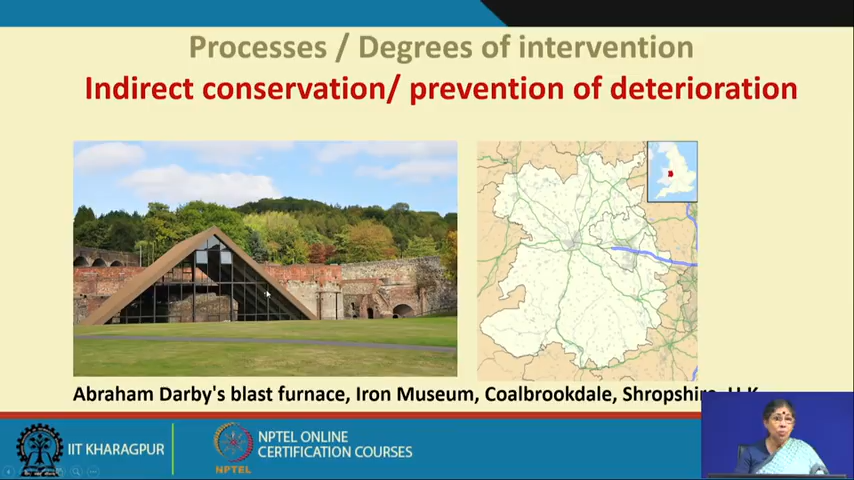 Processes / Degrees of intervention
Indirect conservation/ prevention of deterioration
Abraham Darby's blast furnace, Iron Museum, Coalbrookdale, Shropshire, U.K.
IIT KHARAGPUR
NPTEL
NPTEL ONLINE
CERTIFICATION COURSES